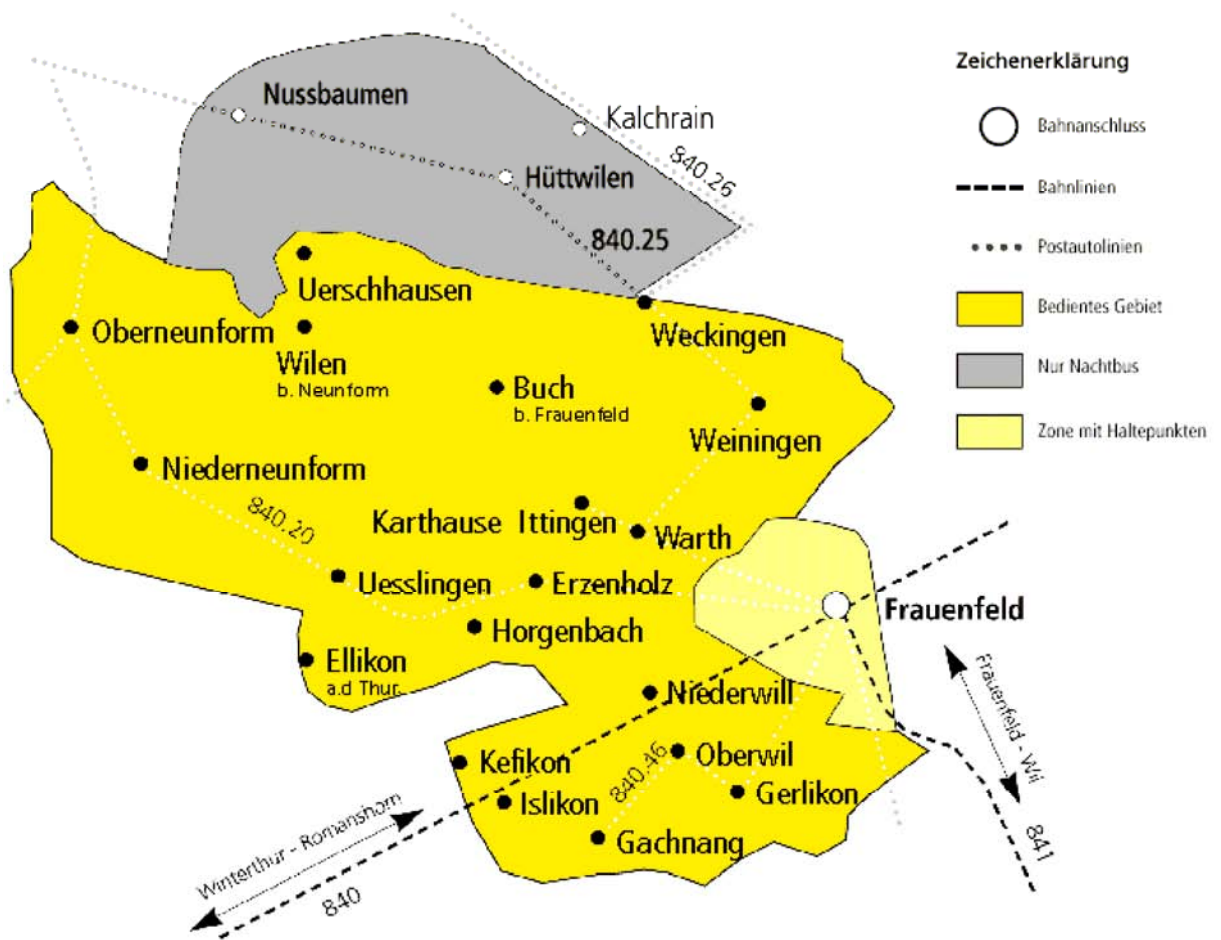 Zeichenerklärung
Bahnanschluss
Bahnlinien
Postautolinien
Bedientes Gebiet
Nur Nachtbus
Zone mit Haltepunkten
Nussbaumen
Kalchrain
840.26
Hüttwilen
840.25
Uerschhausen
Oberneunform
Weckingen
Wilen
b. Neunform
Buch
b. Frauenfeld
Weiningen
Niederneunform
840.20
Karthause Ittingen
Warth
Uesslingen
Erzenholz
Frauenfeld
Horgenbach
Ellikon
a.d Thur
Niederwill
Frauenfeld - Wil
Oberwil
Kefikon
840.46
Gerlikon
Islikon
Gachnang
Winterthur - Romanshorn
840
841